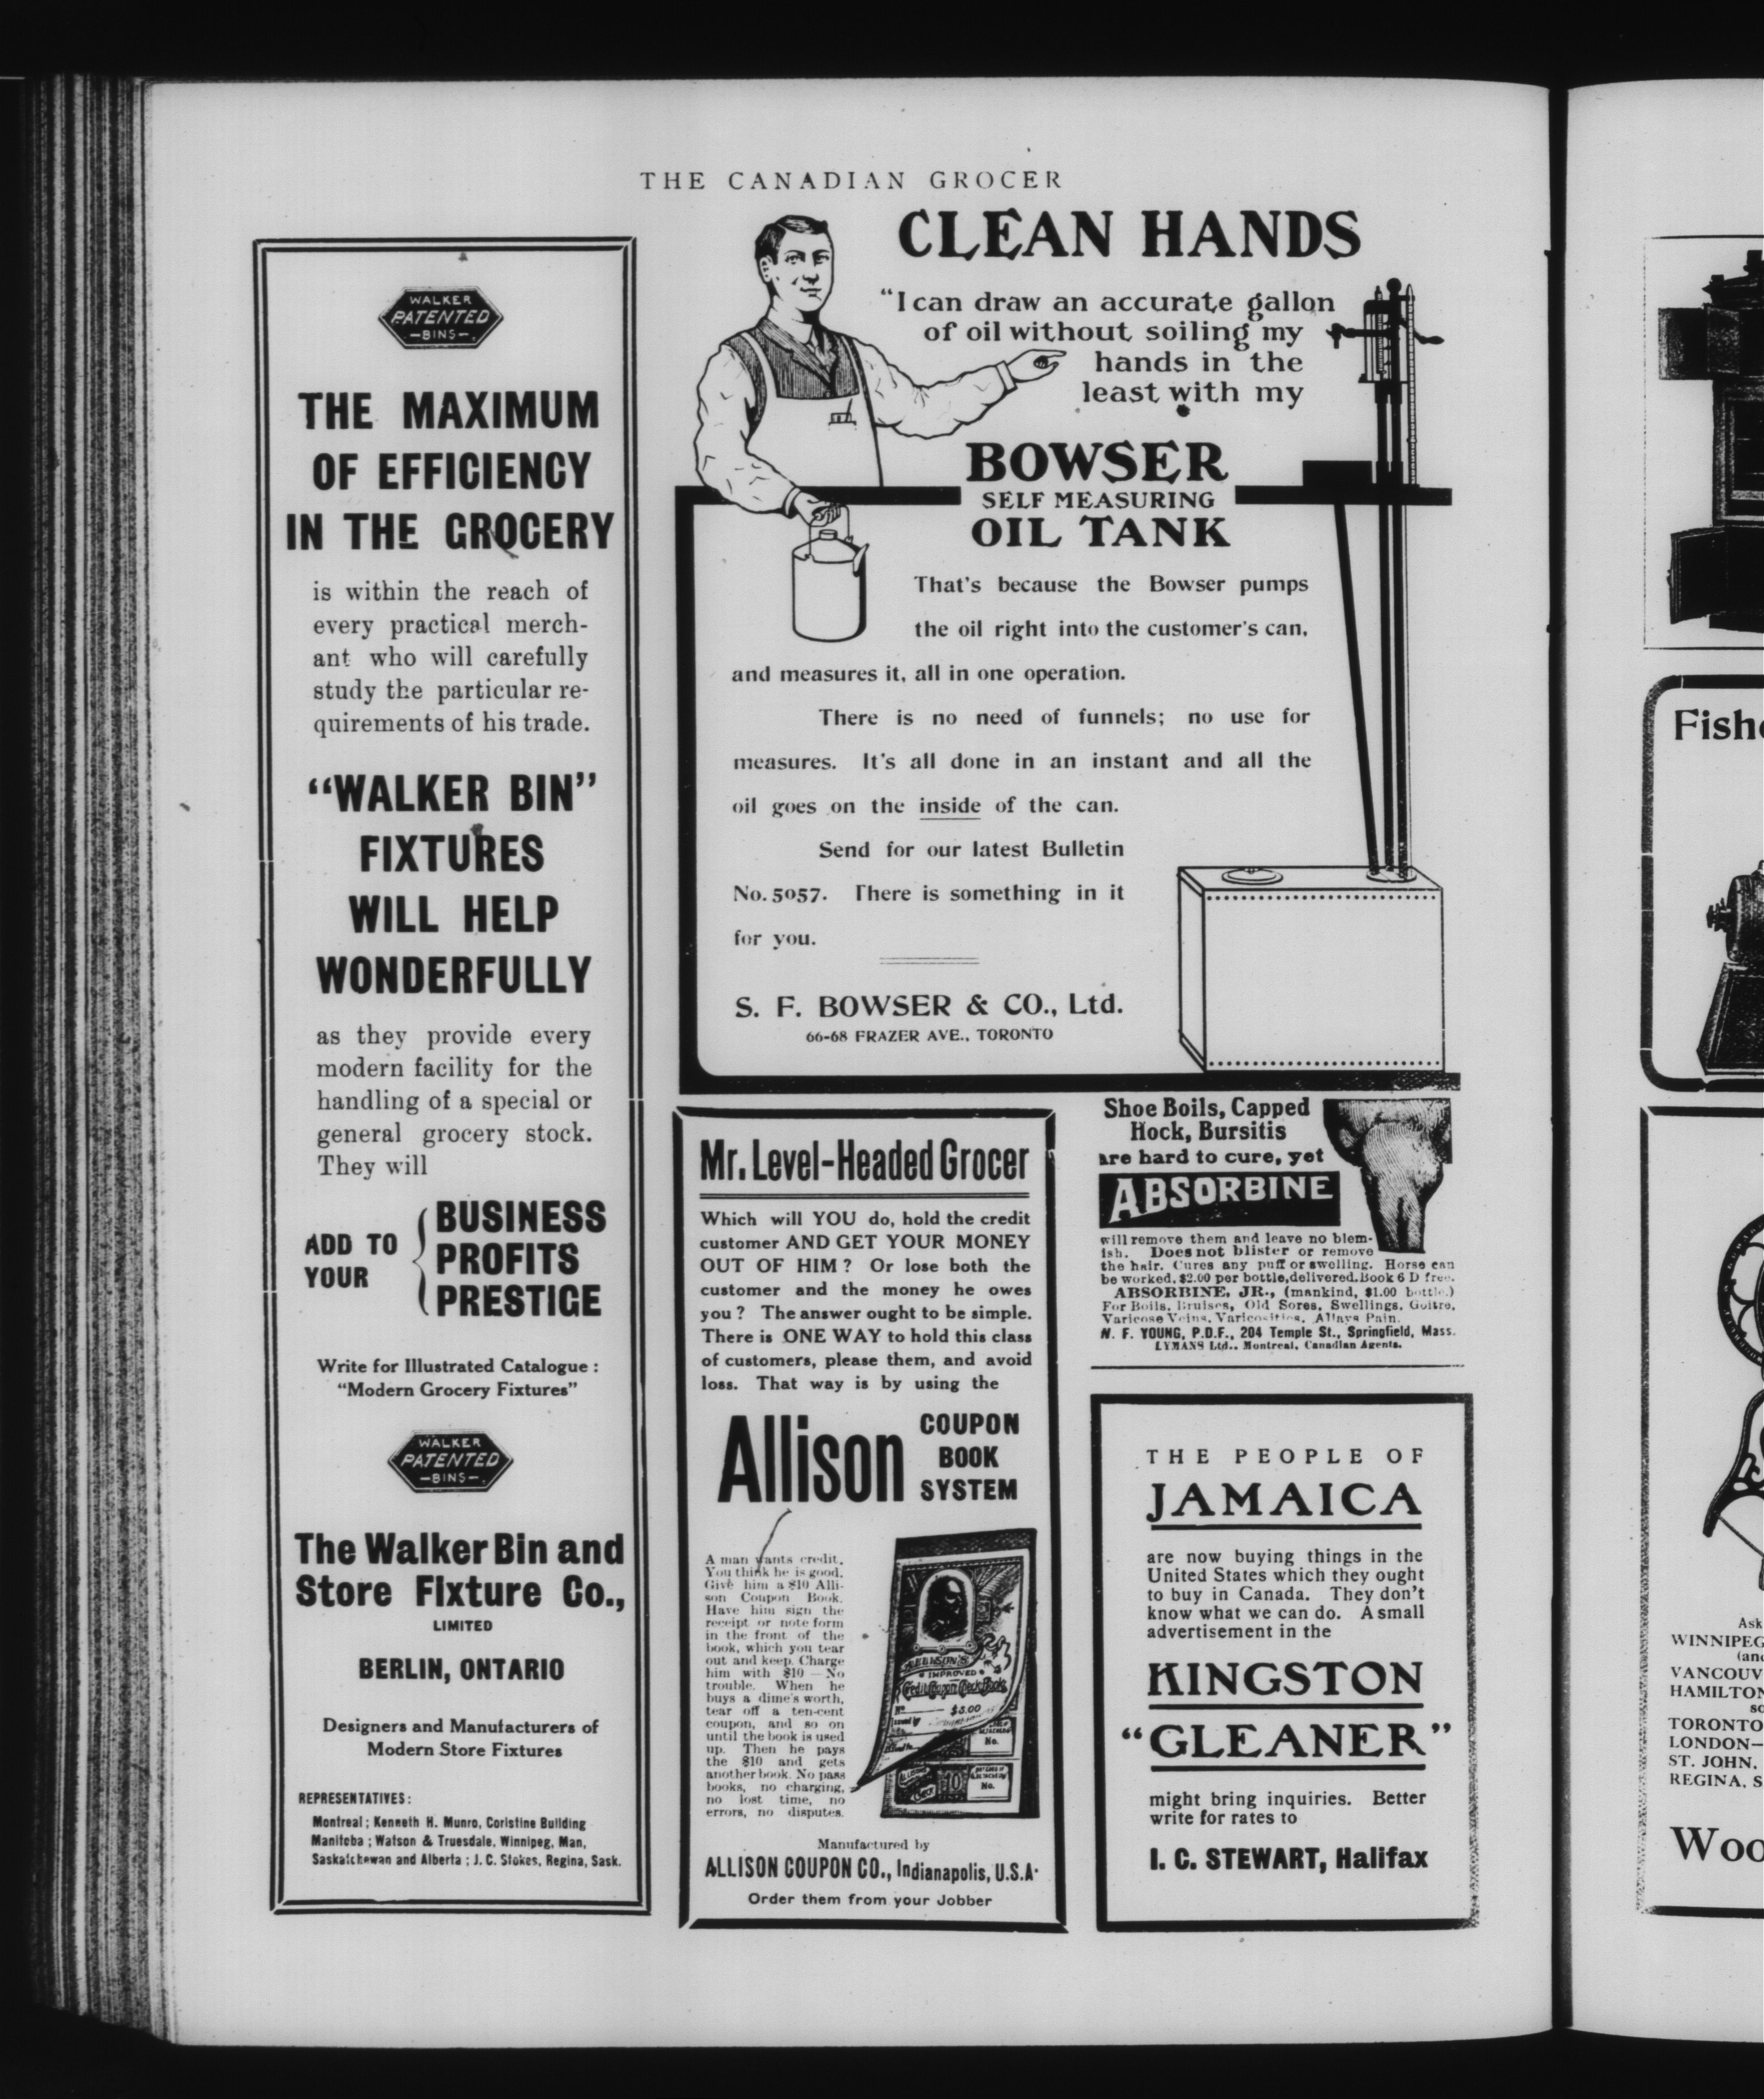 THE CANADIAN GROCER
WALKER
PATENTED
—BINS—
THE MAXIMUM
OF EFFICIENCY
IN THE GROCERY
is within the reach of
every practical merch-
ant who will carefully
study the particular re-
quirements of his trade.
“WALKER BIN”
FIXTURES
WILL HELP
WONDERFULLY
as they provide every
modern facility for the
handling of a special or
general grocery stock.
They will
ADD TO
YOUR
BUSINESS
PROFITS
PRESTIGE
Write for Illustrated Catalogue :
“Modern Grocery Fixtures”
WALKER
PATENTED
—BINS—
The Walker Bin and
Store Fixture Co.,
LIMITED
BERLIN, ONTARIO
Designers and Manufacturers of
Modern Store Fixtures
REPRESENTATIVES:
Montreal ; Kenneth H. Munro, Coristine Building
Manitoba ; Watson & Truesdale, Winnipeg, Man,
Saskatchewan and Alberta ; J. C. Stokes, Regina, Sask.
CLEAN HANDS
“I can draw an accurate gallon
of oil without soiling my
hands in the
least with my
BOWSER
SELF MEASURING
OIL TANK
That's because the Bowser pumps
the oil right into the customer's can,
and measures it, all in one operation.
There is no need of funnels; no use for
measures. It's all done in an instant and all the
oil goes on the inside of the can.
Send for our latest Bulletin
No. 5057. There is something in it
for you.
S. F. BOWSER & CO., Ltd.
66-68 FRAZER AVE., TORONTO
Mr. Level-Headed Grocer
Which will YOU do, hold the credit
customer AND GET YOUR MONEY
OUT OF HIM ? Or lose both the
customer and the money he owes
you ? The answer ought to be simple.
There is ONE WAY to hold this class
of customers, please them, and avoid
loss. That way is by using the
Allison
COUPON
BOOK
SYSTEM
A man wants credit.
You think he is good.
Give him a $10 Alli-
son Coupon Book.
Have him sign the
receipt or note form
in the front of the
book, which you tear
out and keep. Charge
him with $10 — No
trouble. When he
buys a dime's worth,
tear off a ten-cent
coupon, and so on
until the book is used
up. Then he pays
the $10 and gets
another book. No pass
books, no charging,
no lost time, no
errors, no disputes.
ALLISON'S
IMPROVED
Credit Coupon Check Book
No.
$5.00
No.
10
No.
Manufactured by
ALLISON COUPON CO., Indianapolis, U.S.A.
Order them from your Jobber
Shoe Boils, Capped
Hock, Bursitis
are hard to cure, yet
ABSORBINE
will remove them and leave no blem-
ish. Does not blister or remove
the hair. Cures any puff or swelling. Horse can
be worked. $2.00 per bottle, delivered. Book 6 D free.
ABSORBINE, JR., (mankind, $1.00 bottle.)
For Boils, Bruises, Old Sores, Swellings, Goitre,
Varicose Veins, Varicosities. Allays Pain.
W. F. YOUNG, P.D.F., 204 Temple St., Springfield, Mass.
LYMANS Ltd., Montreal, Canadian Agents.
THE PEOPLE OF
JAMAICA
are now buying things in the
United States which they ought
to buy in Canada. They don't
know what we can do. A small
advertisement in the
KINGSTON
“GLEANER”
might bring inquiries. Better
write for rates to
I. C. STEWART, Halifax
Ask
WINNIPEG
TORONTO
LONDON—
ST. JOHN,
REGINA, S